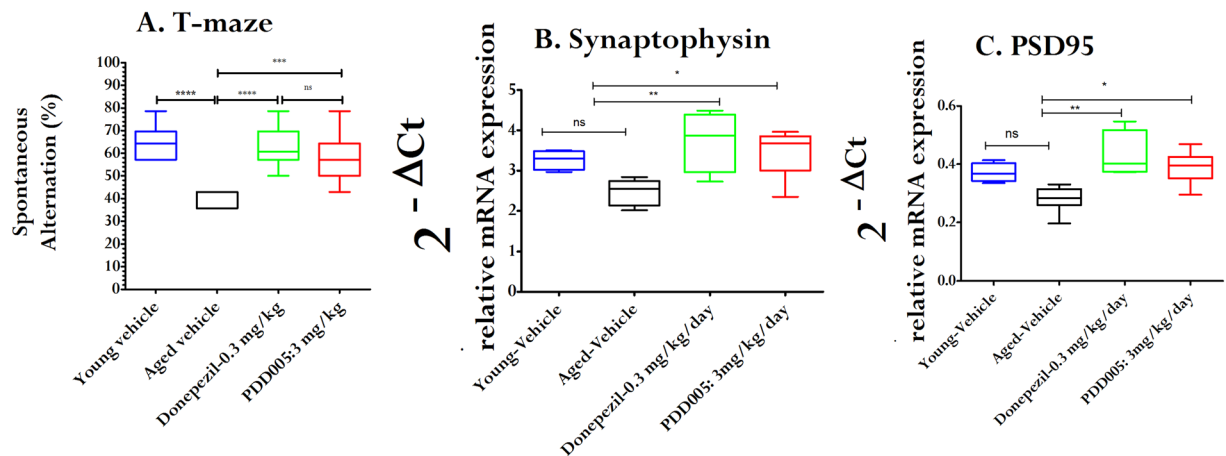 A. T-maze
Spontaneous
Alternation (%)
100
90
80
70
60
50
40
30
20
10
0
****
****
***
ns
Young vehicle
Aged vehicle
Donepezil-0.3 mg/kg
PDD005:3 mg/kg
B. Synaptophysin
2 - ΔCt
relative mRNA expression
5
4
3
2
1
0
ns
**
*
Young-Vehicle
Aged-Vehicle
Donepezil-0.3 mg/kg/day
PDD005: 3mg/kg/day
C. PSD95
2 - ΔCt
relative mRNA expression
0.6
0.4
0.2
0.0
ns
**
*
Young-Vehicle
Aged-Vehicle
Donepezil-0.3 mg/kg/day
PDD005: 3mg/kg/day